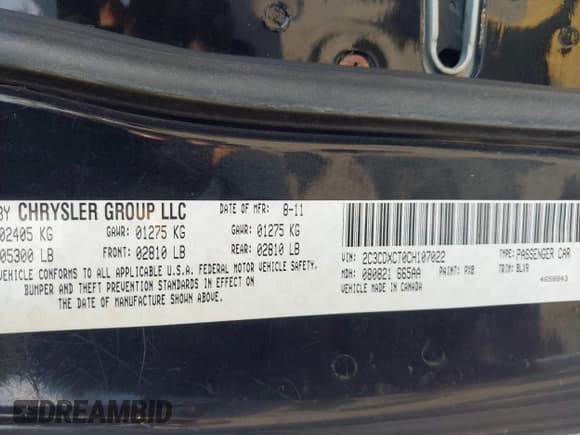 BY CHRYSLER GROUP LLC DATE OF MFR: 8-11
02405 KG GAWR: 01275 KG GAWR: 01275 KG
05300 LB FRONT: 02810 LB REAR: 02810 LB
VEHICLE CONFORMS TO ALL APPLICABLE U.S.A. FEDERAL MOTOR VEHICLE SAFETY,
BUMPER AND THEFT PREVENTION STANDARDS IN EFFECT ON
THE DATE OF MANUFACTURE SHOWN ABOVE.
VIN: 2C3CDXCT0CH107022 TYPE: PASSENGER CAR
MDH: 080821 665AA PAINT: PXB TRIM: BLX9
VEHICLE MADE IN CANADA 4658843
DREAMBID